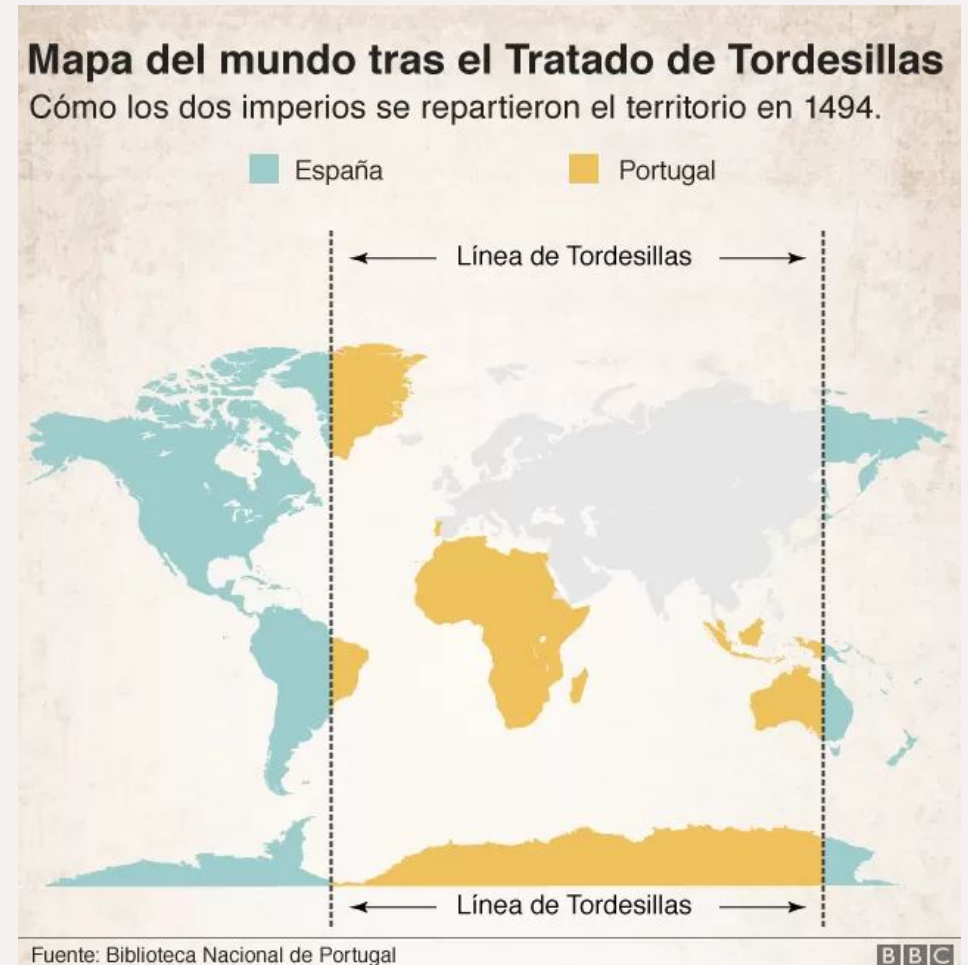 Mapa del mundo tras el Tratado de Tordesillas
Cómo los dos imperios se repartieron el territorio en 1494.
España
Portugal
Línea de Tordesillas
Línea de Tordesillas
Fuente: Biblioteca Nacional de Portugal
BBC